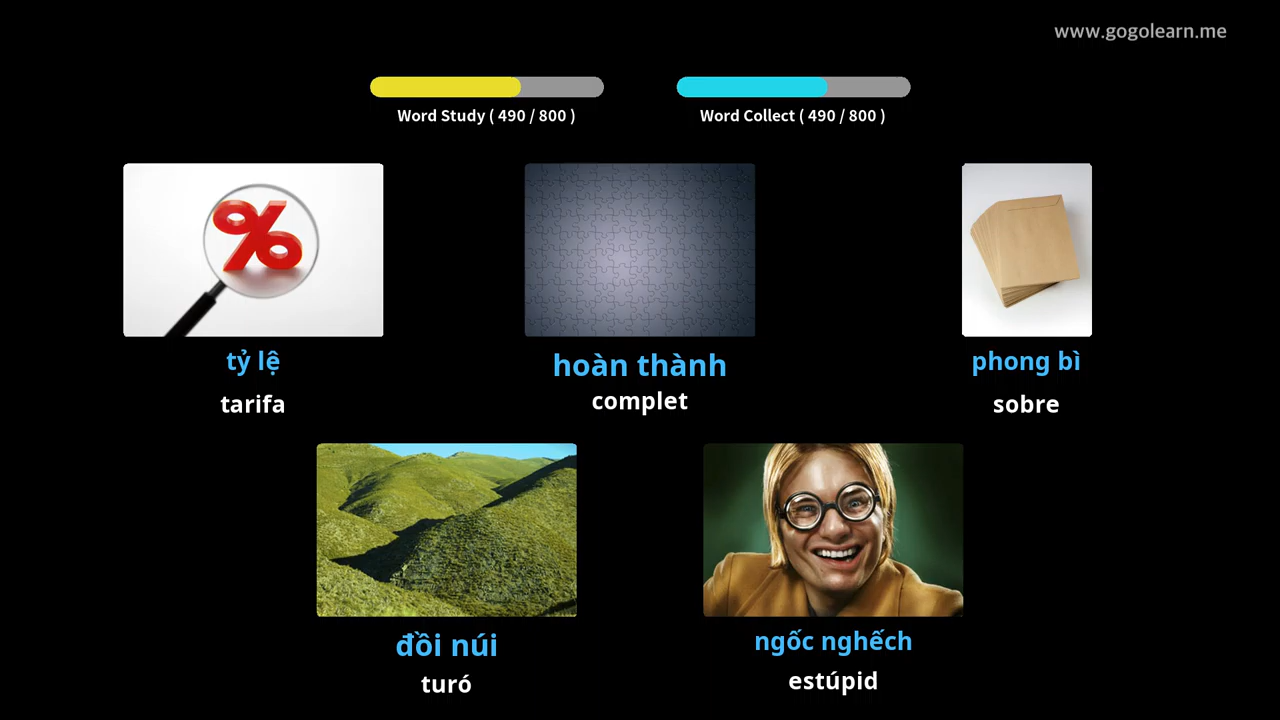 www.gogolearn.me
Word Study ( 490 / 800 )
Word Collect ( 490 / 800 )
%
tỷ lệ
tarifa
hoàn thành
complet
phong bì
sobre
đồi núi
turó
ngốc nghếch
estúpid